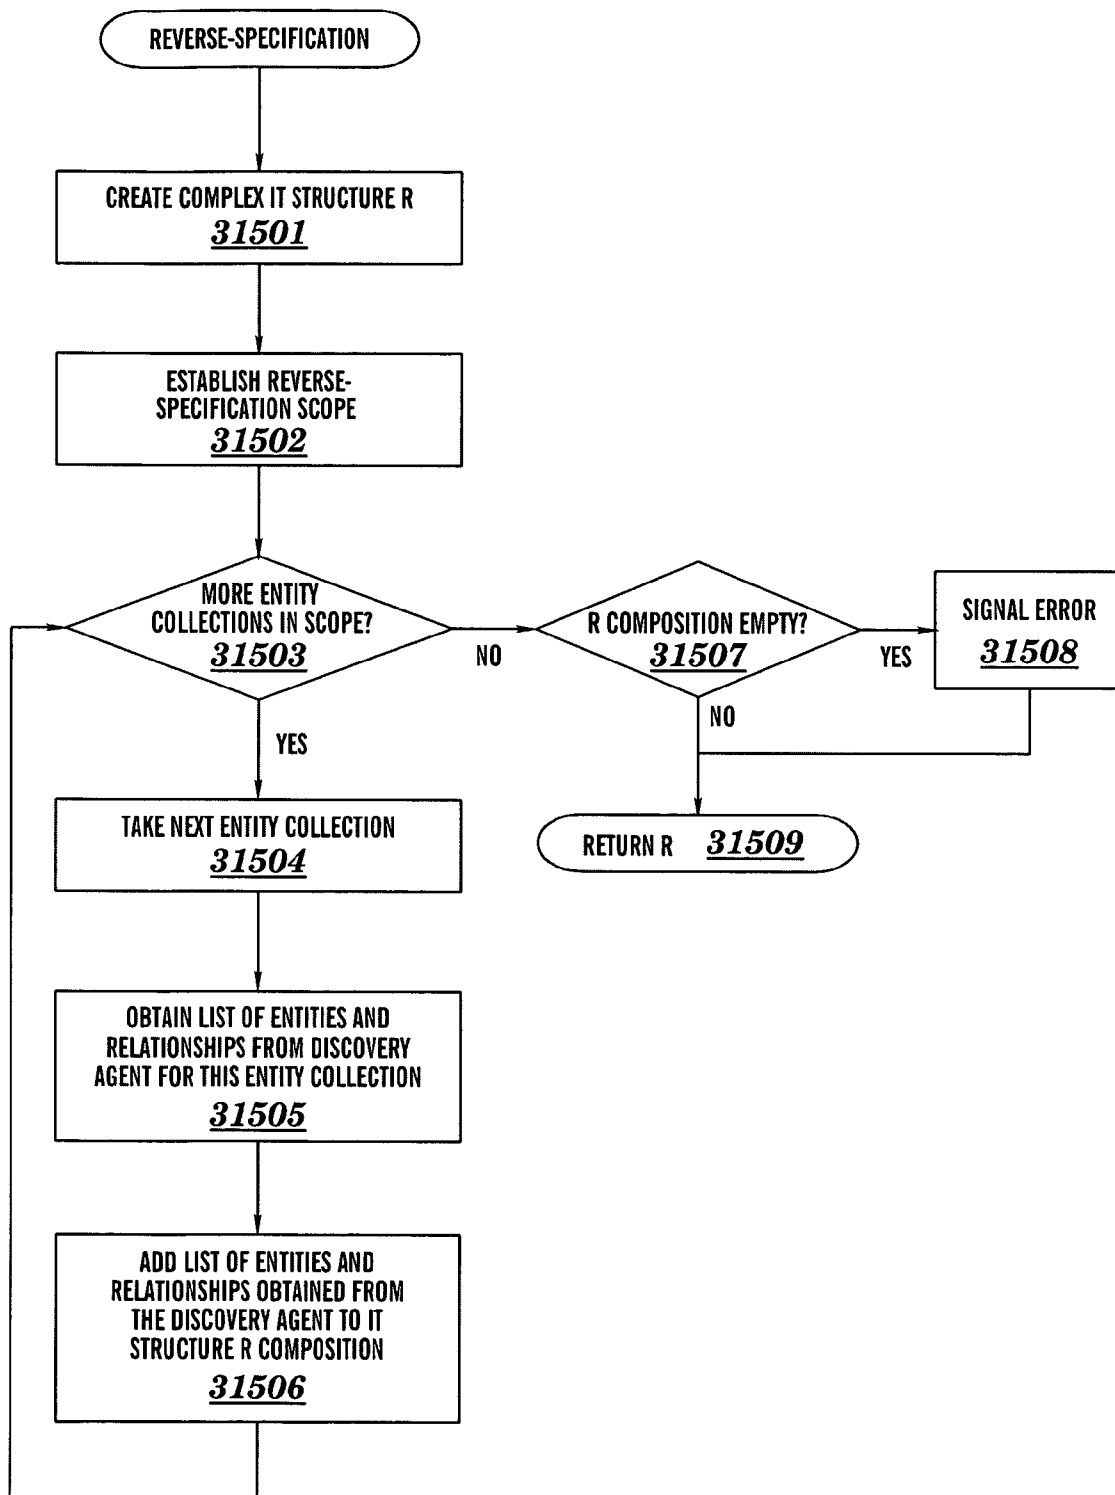 REVERSE-SPECIFICATION
CREATE COMPLEX IT STRUCTURE R
31501
ESTABLISH REVERSE-
SPECIFICATION SCOPE
31502
MORE ENTITY
COLLECTIONS IN SCOPE?
31503
NO
YES
R COMPOSITION EMPTY?
31507
YES
NO
SIGNAL ERROR
31508
RETURN R 31509
TAKE NEXT ENTITY COLLECTION
31504
OBTAIN LIST OF ENTITIES AND
RELATIONSHIPS FROM DISCOVERY
AGENT FOR THIS ENTITY COLLECTION
31505
ADD LIST OF ENTITIES AND
RELATIONSHIPS OBTAINED FROM
THE DISCOVERY AGENT TO IT
STRUCTURE R COMPOSITION
31506